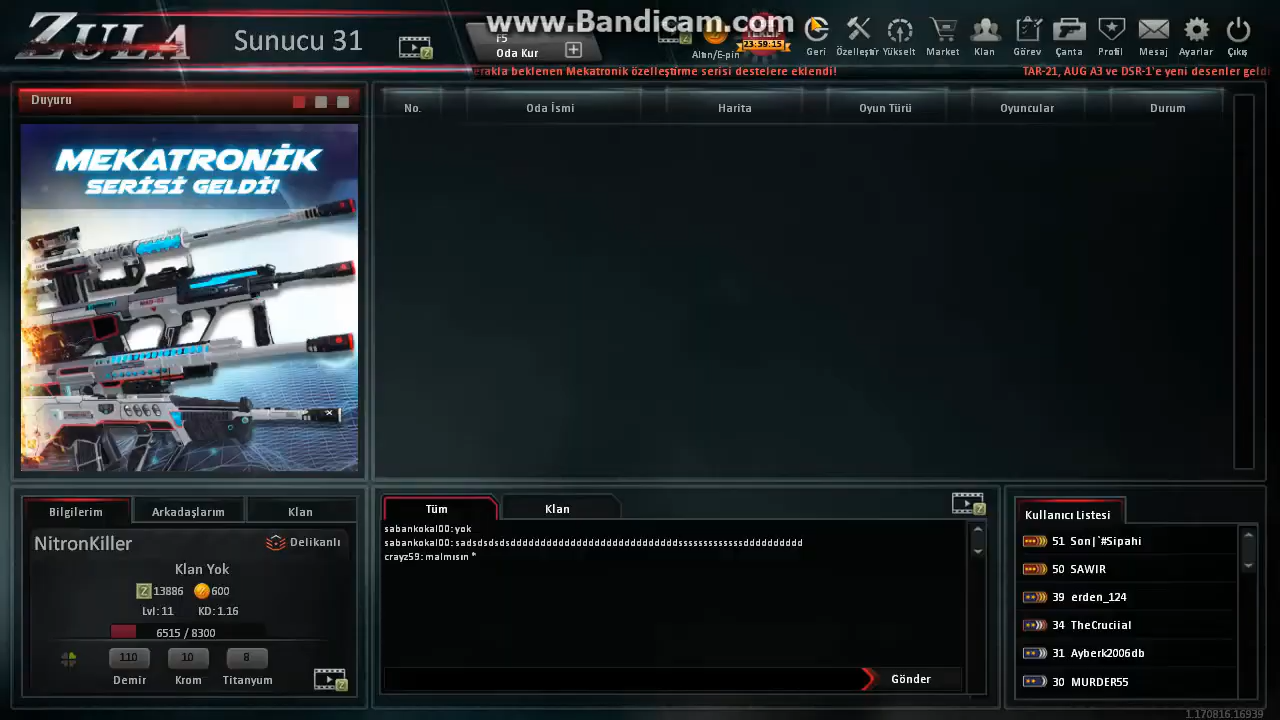 www.Bandicam.com
ZULA
Sunucu 31
F5
Oda Kur
Altın/E-pin
TEKLİF
23:59:15
Geri
Özelleştir
Yükselt
Market
Klan
Görev
Çanta
Profil
Mesaj
Ayarlar
Çıkış
erakla beklenen Mekatronik özelleştirme serisi destelere eklendi!
TAR-21, AUG A3 ve DSR-1'e yeni desenler geldi
Duyuru
MEKATRONİK
SERİSİ GELDİ!
No.
Oda İsmi
Harita
Oyun Türü
Oyuncular
Durum
Bilgilerim
Arkadaşlarım
Klan
NitronKiller
Delikanlı
Klan Yok
13886
600
Lvl: 11
KD: 1.16
6515 / 8300
110
10
8
Demir
Krom
Titanyum
Tüm
Klan
sabankokal00: yok
crayz59: malmısın *
Gönder
Kullanıcı Listesi
51 Son|˜#Sipahi
50 SAWIR
39 erden_124
34 TheCruciial
31 Ayberk2006db
30 MURDER55
1.170816.16939